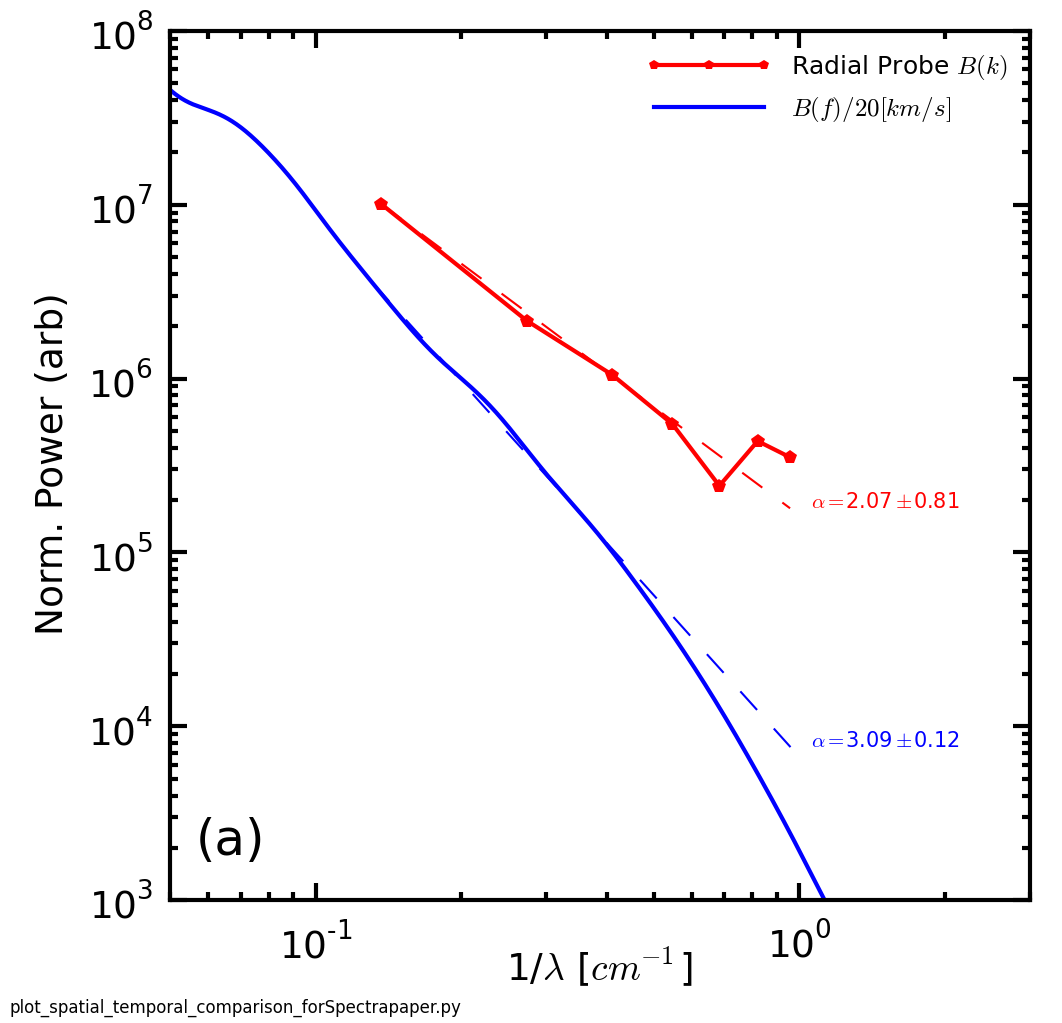 10^8
10^7
10^6
10^5
10^4
10^3
Norm. Power (arb)
Radial Probe B(k)
B(f)/20[km/s]
α=2.07±0.81
α=3.09±0.12
(a)
10^-1
10^0
1/λ [cm^-1]
plot_spatial_temporal_comparison_forSpectrapaper.py